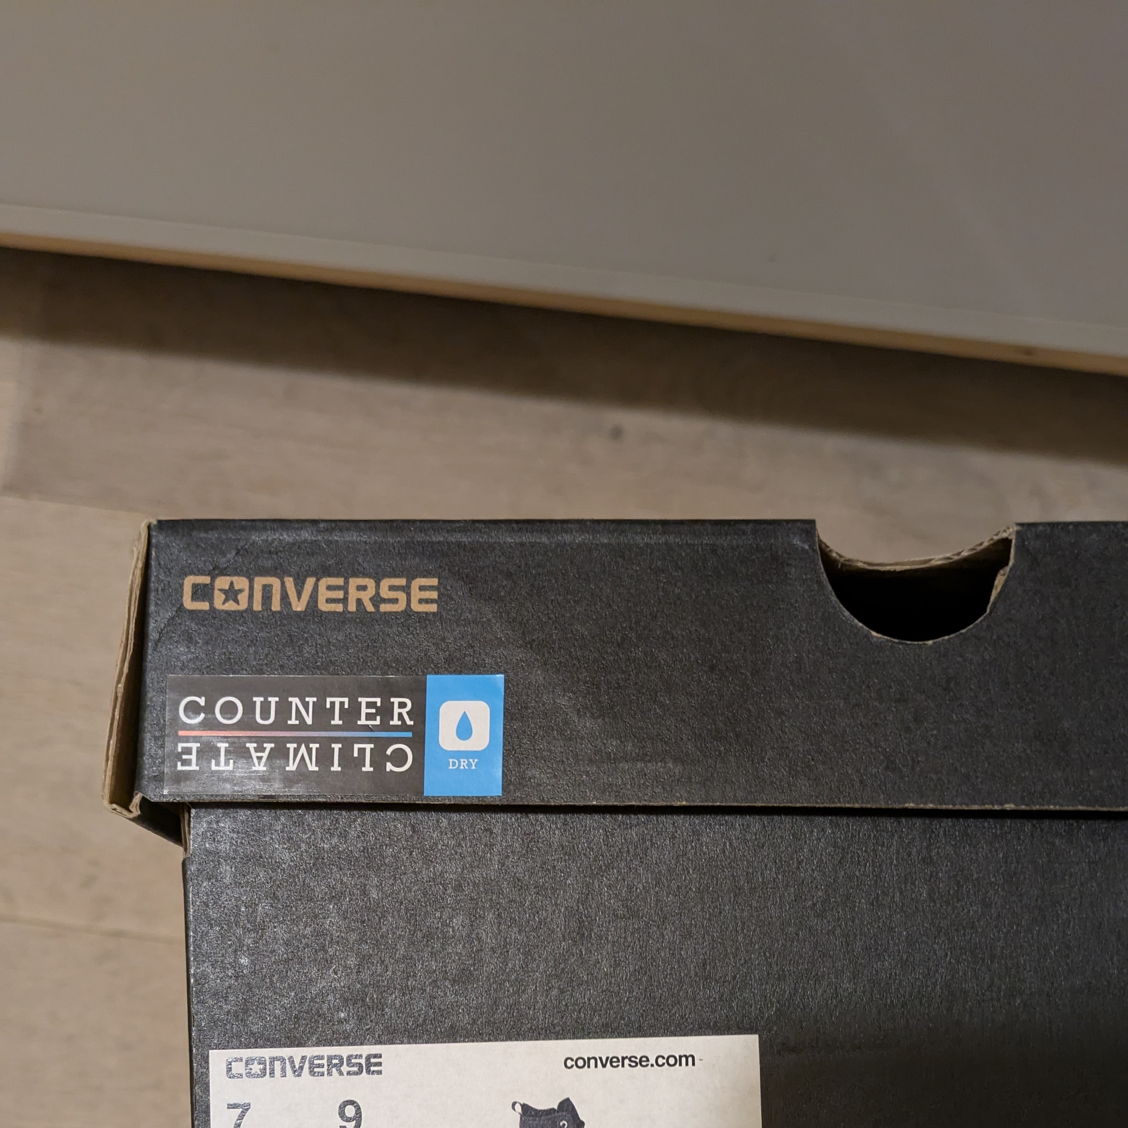 CONVERSE
COUNTER
CLIMATE
DRY
CONVERSE converse.com
7 9